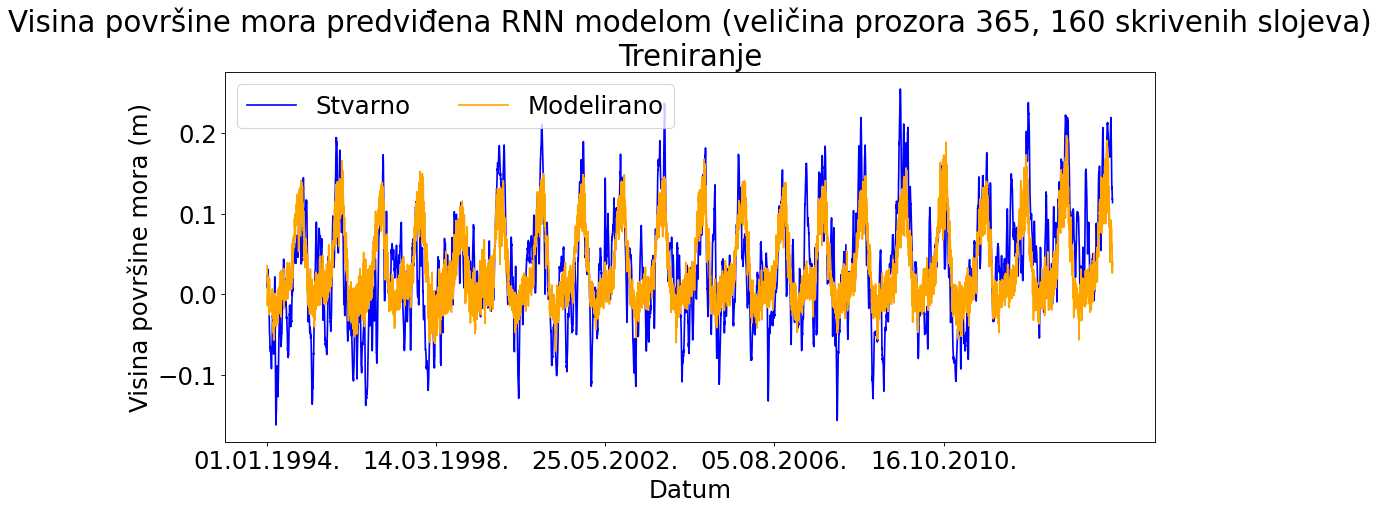 Visina površine mora predviđena RNN modelom (veličina prozora 365, 160 skrivenih slojeva)
Treniranje
Stvarno Modelirano
Visina površine mora (m)
0.2
0.1
0.0
−0.1
01.01.1994. 14.03.1998. 25.05.2002. 05.08.2006. 16.10.2010.
Datum